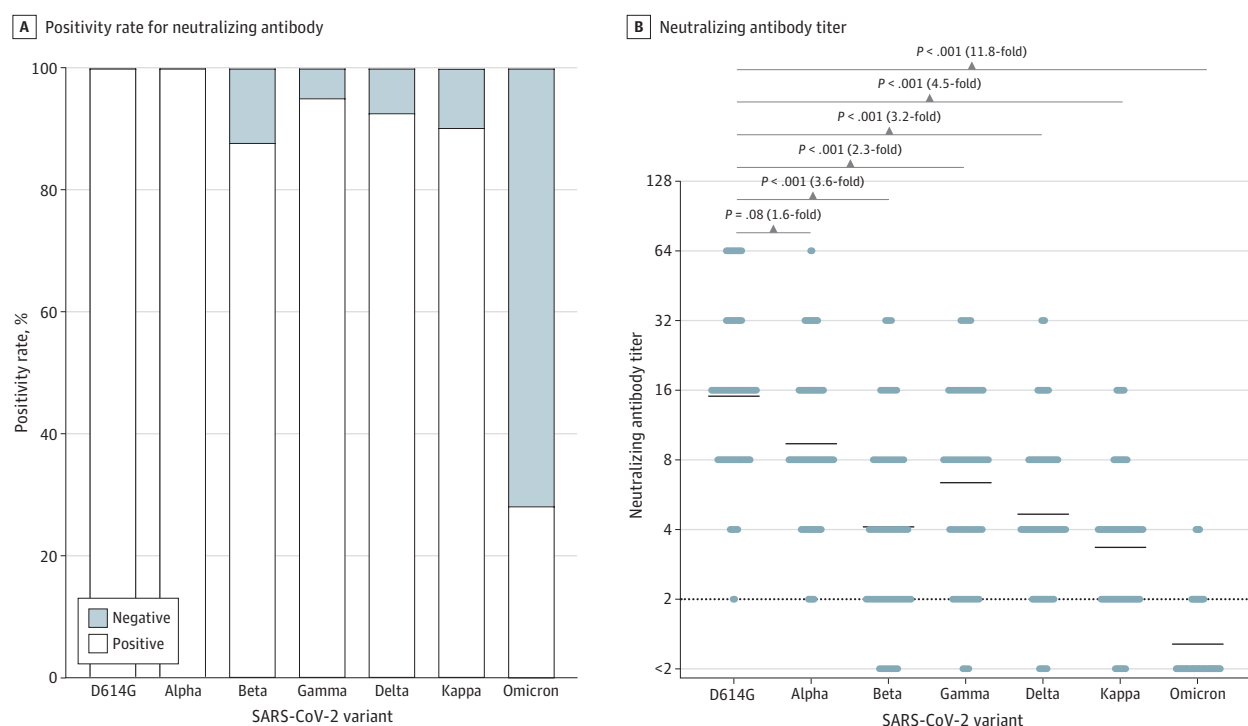 A Positivity rate for neutralizing antibody
100
80
60
40
20
0
Positivity rate, %
Negative
Positive
D614G Alpha Beta Gamma Delta Kappa Omicron
SARS-CoV-2 variant
B Neutralizing antibody titer
P < .001 (11.8-fold)
P < .001 (4.5-fold)
P < .001 (3.2-fold)
P < .001 (2.3-fold)
P < .001 (3.6-fold)
P = .08 (1.6-fold)
128
64
32
16
8
4
2
<2
Neutralizing antibody titer
D614G Alpha Beta Gamma Delta Kappa Omicron
SARS-CoV-2 variant